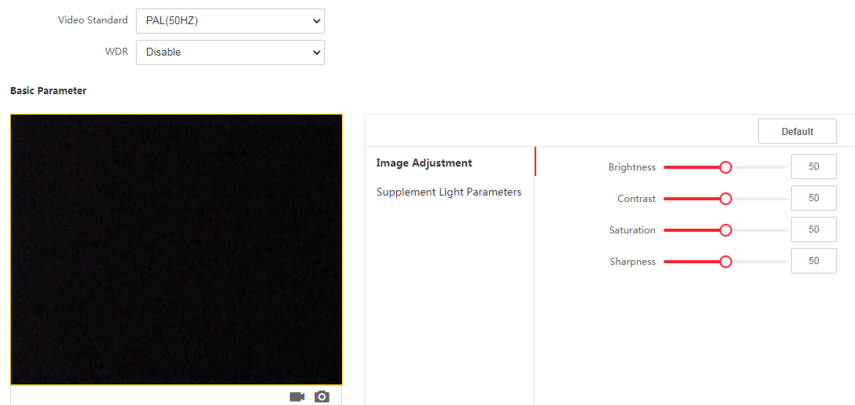 Video Standard PAL(50HZ)
WDR Disable
Basic Parameter
Default
Image Adjustment
Supplement Light Parameters
Brightness 50
Contrast 50
Saturation 50
Sharpness 50